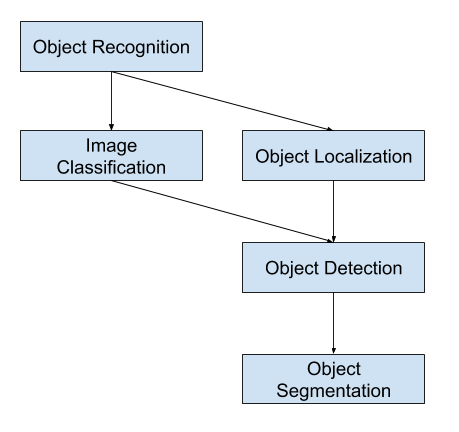 Object Recognition
Image
Classification
Object Localization
Object Detection
Object
Segmentation